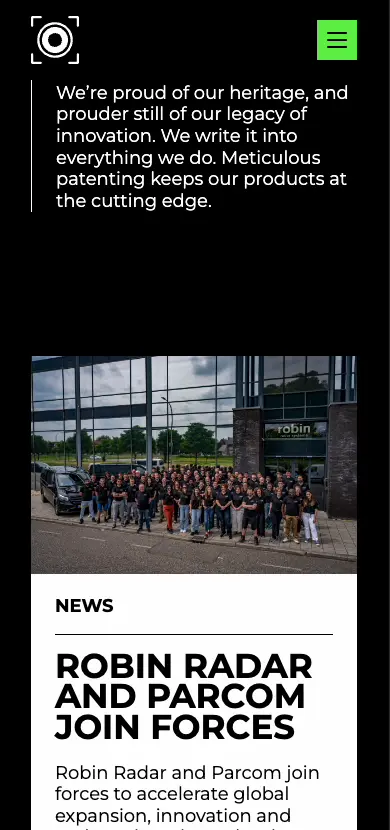 We're proud of our heritage, and
prouder still of our legacy of
innovation. We write it into
everything we do. Meticulous
patenting keeps our products at
the cutting edge.
robin
NEWS
ROBIN RADAR
AND PARCOM
JOIN FORCES
Robin Radar and Parcom join
forces to accelerate global
expansion, innovation and